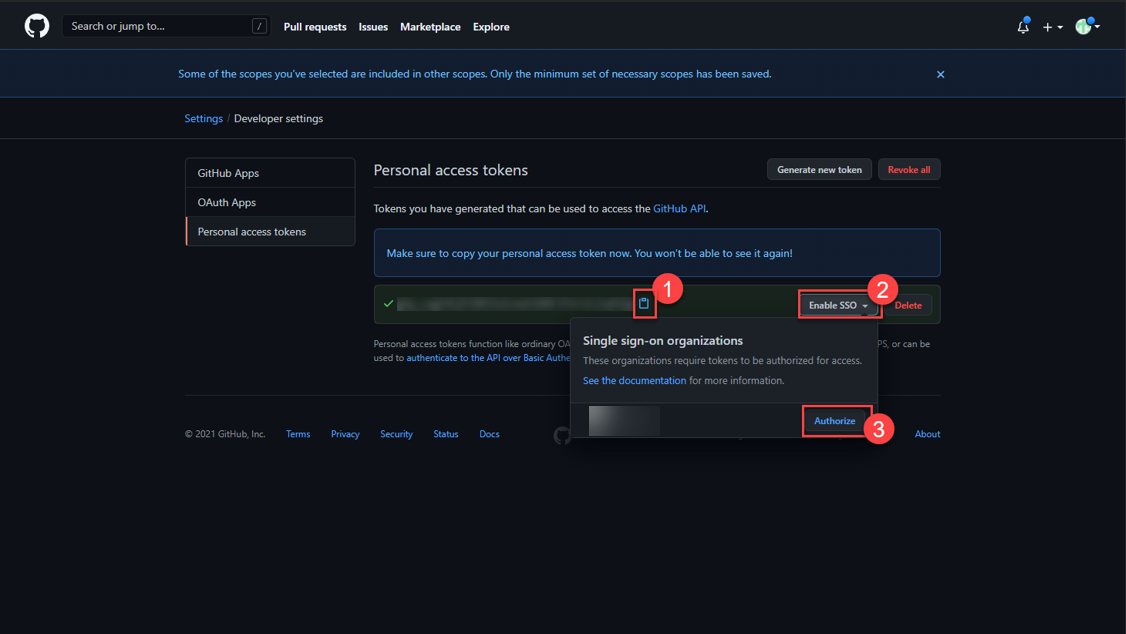 Search or jump to... /
Pull requests Issues Marketplace Explore
Some of the scopes you've selected are included in other scopes. Only the minimum set of necessary scopes has been saved.
Settings / Developer settings
GitHub Apps
OAuth Apps
Personal access tokens
Personal access tokens
Generate new token
Revoke all
Tokens you have generated that can be used to access the GitHub API.
Make sure to copy your personal access token now. You won't be able to see it again!
1
Enable SSO
2
Delete
Personal access tokens function like ordinary OA
PS, or can be
used to authenticate to the API over Basic Authe
Single sign-on organizations
These organizations require tokens to be authorized for access.
See the documentation for more information.
Authorize
3
© 2021 GitHub, Inc. Terms Privacy Security Status Docs
About